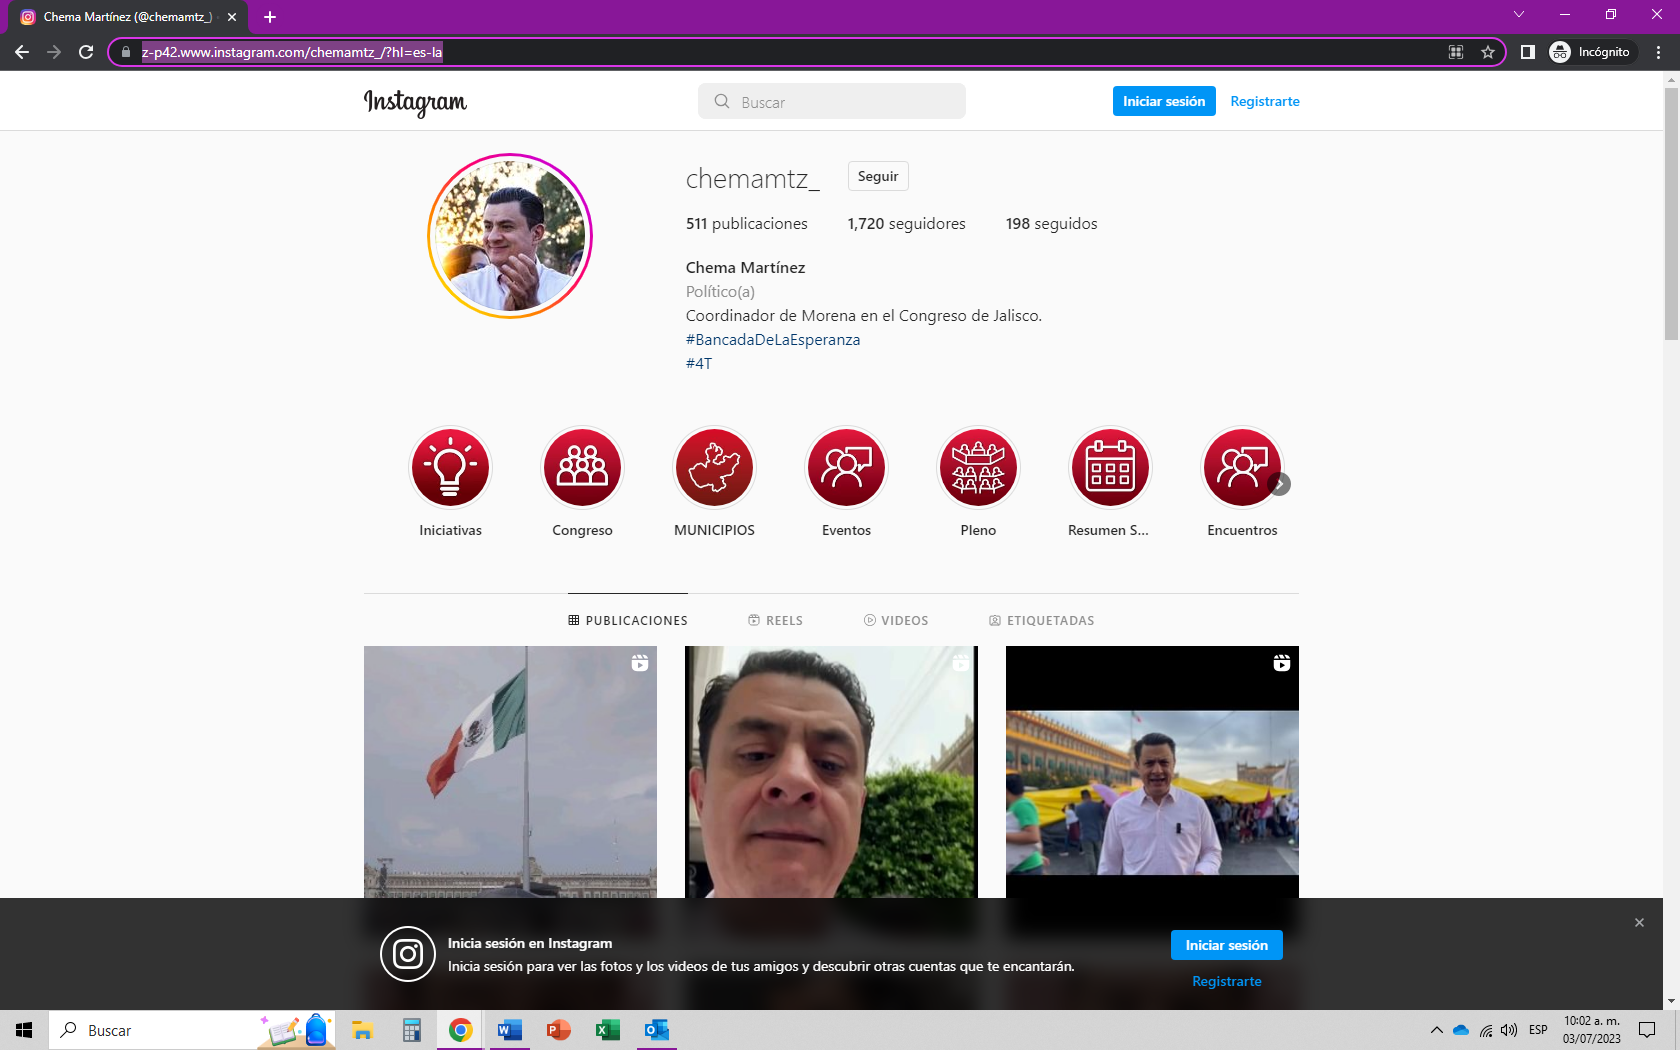 Chema Martínez (@chemamtz_)
Incógnito
z-p42.www.instagram.com/chemamtz_/?hl=es-la
Instagram
Buscar
Iniciar sesión
Registrarte
chemamtz_
Seguir
511 publicaciones
1,720 seguidores
198 seguidos
Chema Martínez
Político(a)
Coordinador de Morena en el Congreso de Jalisco.
#BancadaDeLaEsperanza
#4T
Iniciativas
Congreso
MUNICIPIOS
Eventos
Pleno
Resumen S...
Encuentros
PUBLICACIONES
REELS
VIDEOS
ETIQUETADAS
Inicia sesión en Instagram
Inicia sesión para ver las fotos y los videos de tus amigos y descubrir otras cuentas que te encantarán.
Iniciar sesión
Registrarte
Buscar
ESP
10:02 a. m.
03/07/2023